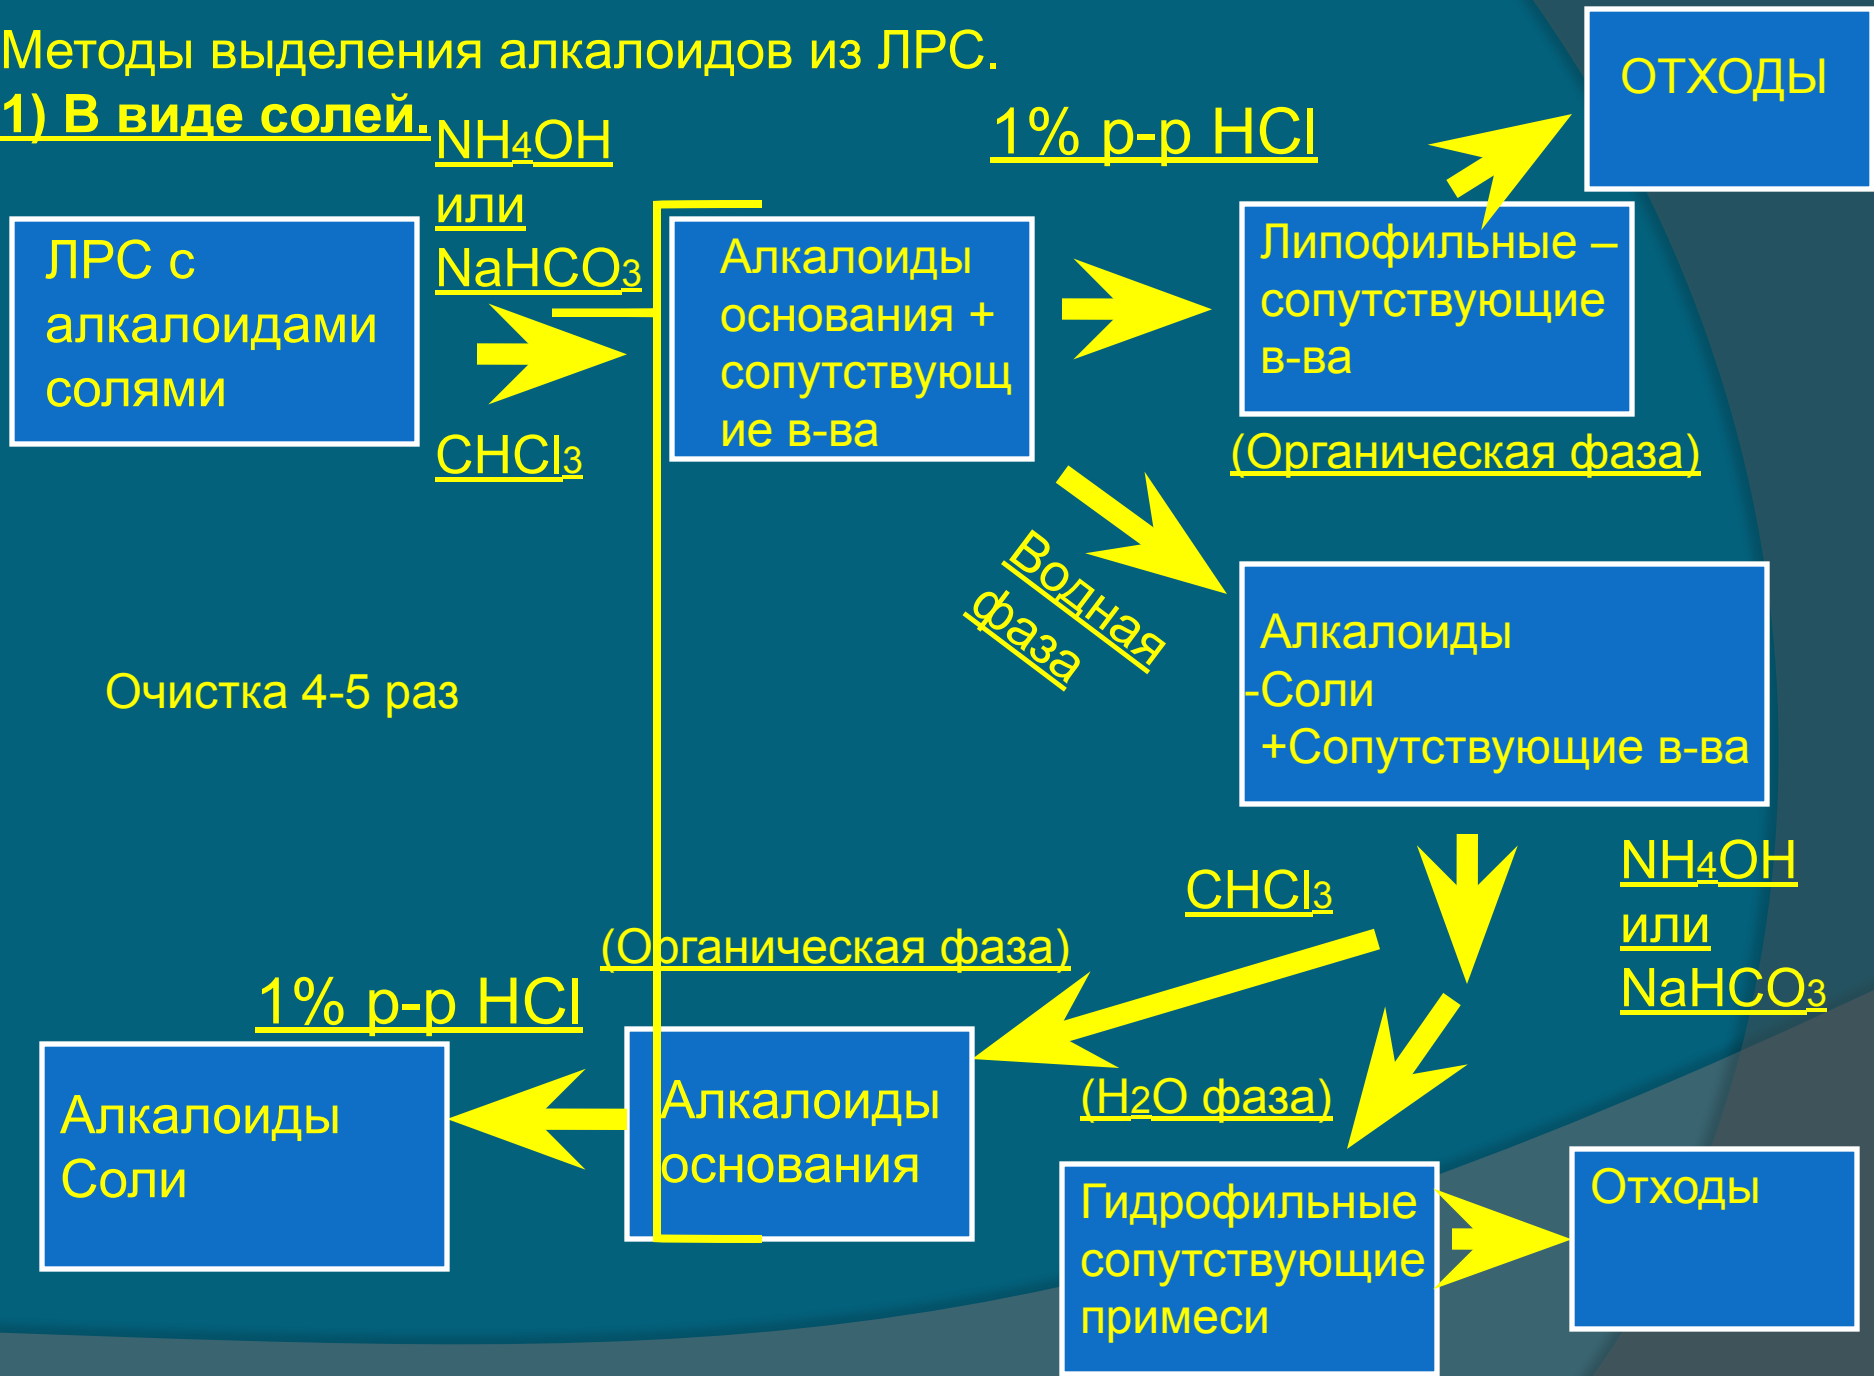 Методы выделения алкалоидов из ЛРС.
1) В виде солей.
NH4OH
или
NaHCO3
CHCl3
1% р-р HCl
ОТХОДЫ
ЛРС с
алкалоидами
солями
Алкалоиды
основания +
сопутствующ
ие в-ва
Липофильные –
сопутствующие
в-ва
(Органическая фаза)
Водная
фаза
Алкалоиды
-Соли
+Сопутствующие в-ва
Очистка 4-5 раз
NH4OH
или
NaHCO3
CHCl3
(Органическая фаза)
1% р-р HCl
Алкалоиды
Соли
Алкалоиды
основания
(H2O фаза)
Гидрофильные
сопутствующие
примеси
Отходы